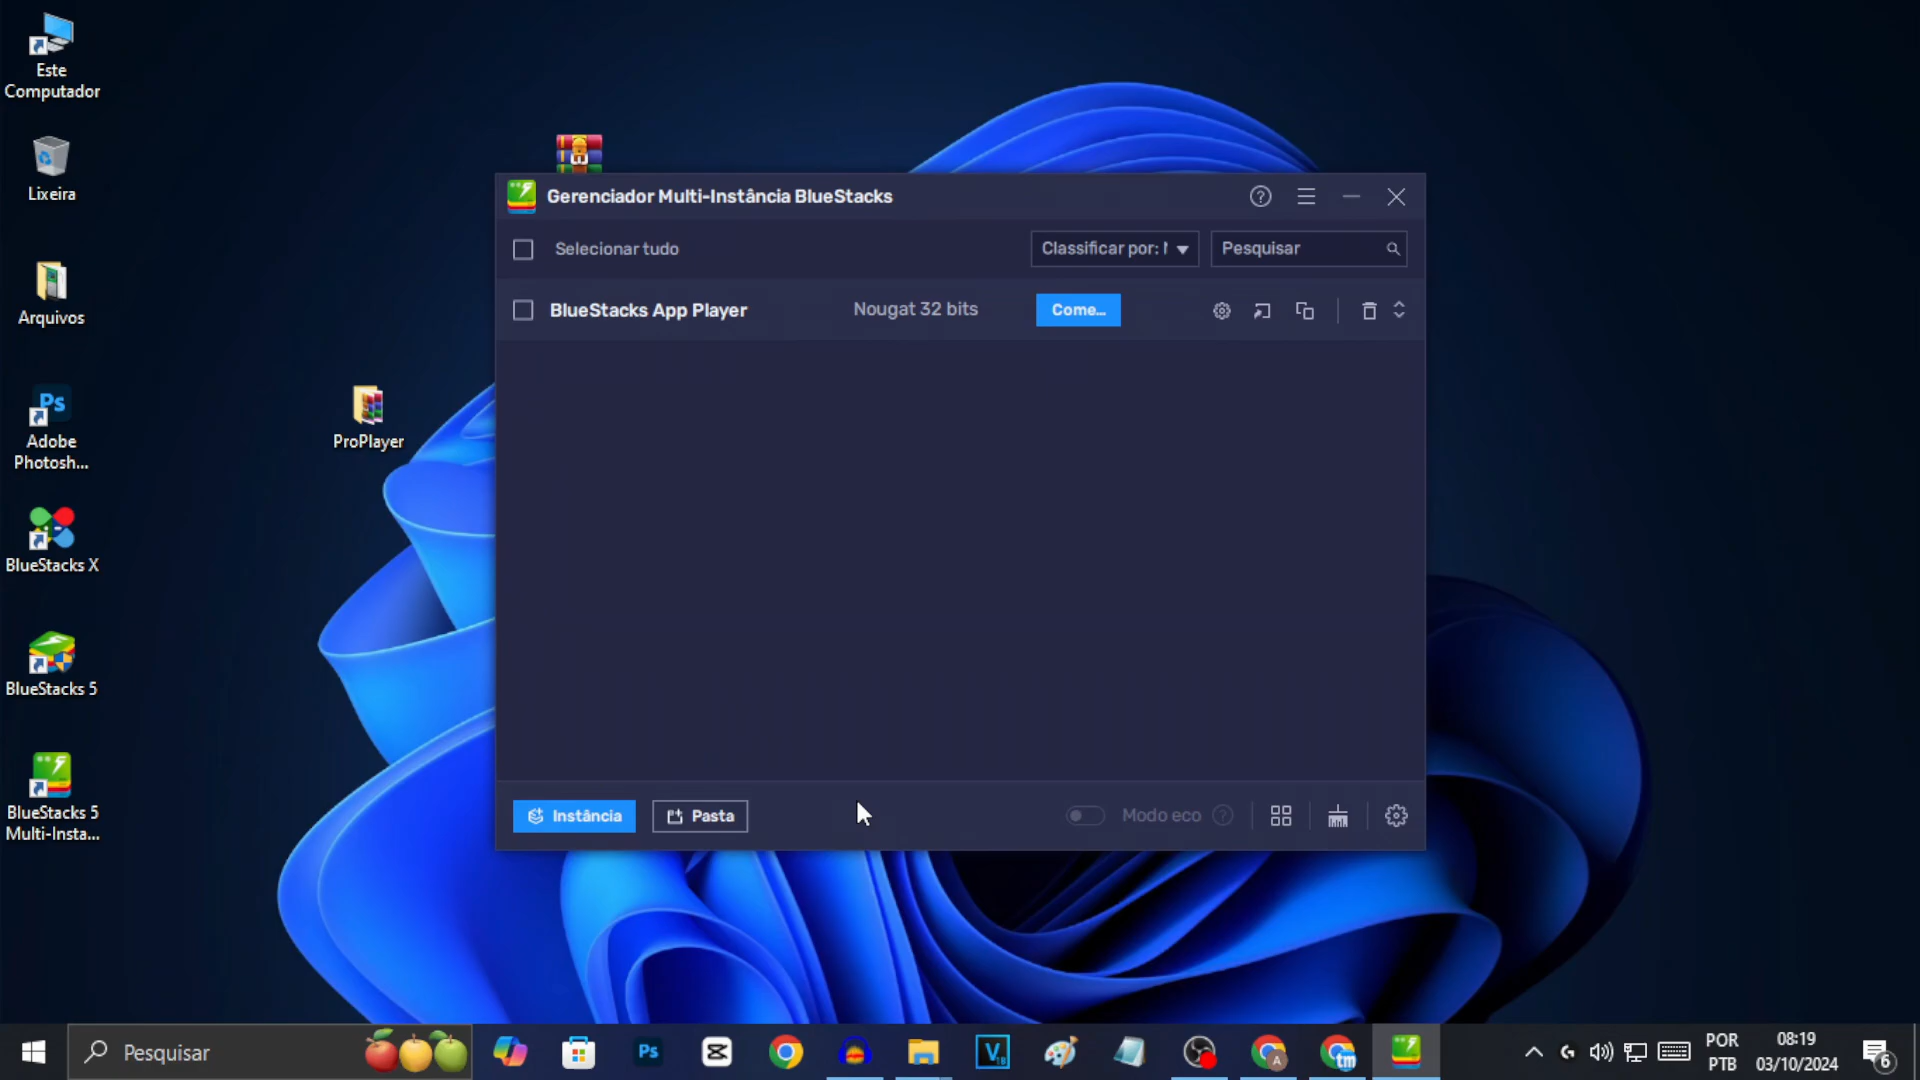 Este
Computador
Lixeira
Arquivos
Adobe
Photosh...
BlueStacks X
BlueStacks 5
BlueStacks 5
Multi-Insta...
ProPlayer
Gerenciador Multi-Instância BlueStacks
Selecionar tudo
Classificar por: N
Pesquisar
BlueStacks App Player
Nougat 32 bits
Come...
Instância
Pasta
Modo eco
Pesquisar
POR
PTB
08:19
03/10/2024
6